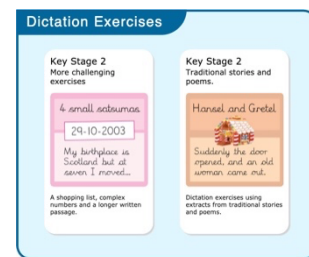 Dictation Exercises
Key Stage 2
More challenging
exercises
4 small satsumas
29-10-2003
My birthplace is
Scotland but at
seven I moved...
A shopping list, complex
numbers and a longer written
passage.
Key Stage 2
Traditional stories and
poems.
Hansel and Gretel
Suddenly the door
opened, and an old
woman came out.
Dictation exercises using
extracts from traditional stories
and poems.